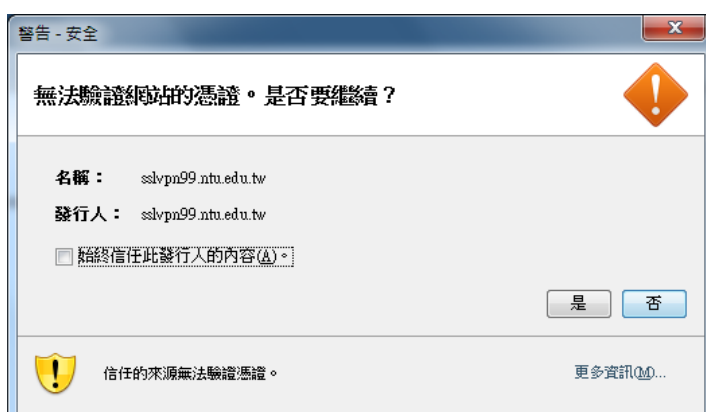 警告 - 安全
無法驗證網站的憑證。是否要繼續？
名稱： sslvpn99.ntu.edu.tw
發行人： sslvpn99.ntu.edu.tw
始終信任此發行人的內容(A)。
是 否
信任的來源無法驗證憑證。 更多資訊(M)...